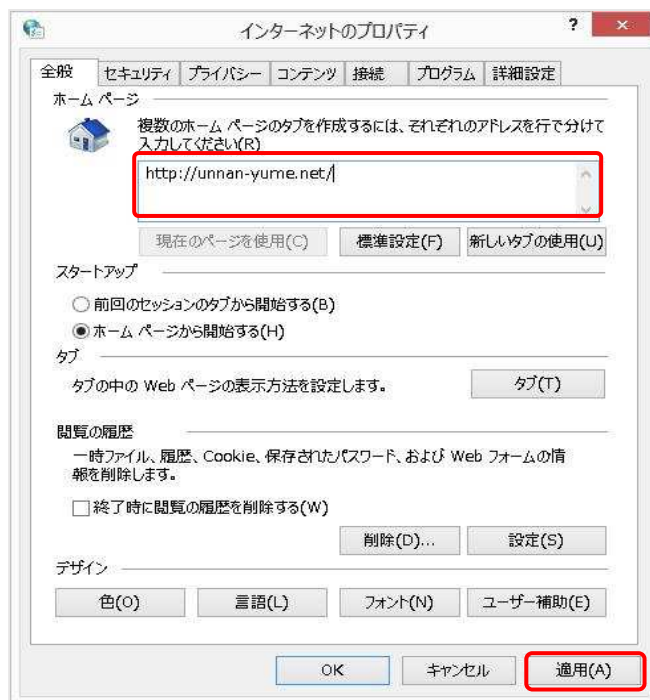 インターネットのプロパティ
?
×
全般 セキュリティ プライバシー コンテンツ 接続 プログラム 詳細設定
ホーム ページ
複数のホーム ページのタブを作成するには、それぞれのアドレスを行で分けて
入力してください(R)
http://unnan-yume.net/
現在のページを使用(C) 標準設定(F) 新しいタブの使用(U)
スタートアップ
前回のセッションのタブから開始する(B)
ホーム ページから開始する(H)
タブ
タブの中の Web ページの表示方法を設定します。 タブ(T)
閲覧の履歴
一時ファイル、履歴、Cookie、保存されたパスワード、および Web フォームの情
報を削除します。
終了時に閲覧の履歴を削除する(W)
削除(D)... 設定(S)
デザイン
色(O) 言語(L) フォント(N) ユーザー補助(E)
OK キャンセル 適用(A)